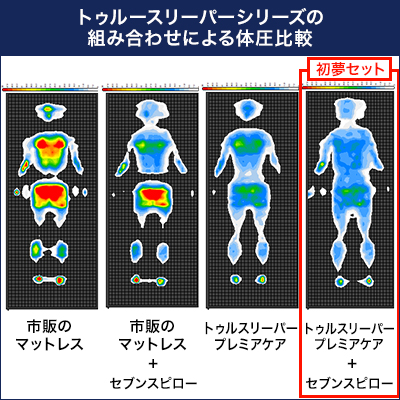 トゥルースリーパーシリーズの
組み合わせによる体圧比較
初夢セット
市販の
マットレス
市販の
マットレス
+
セブンスピロー
トゥルスリーパー
プレミアケア
トゥルスリーパー
プレミアケア
+
セブンスピロー